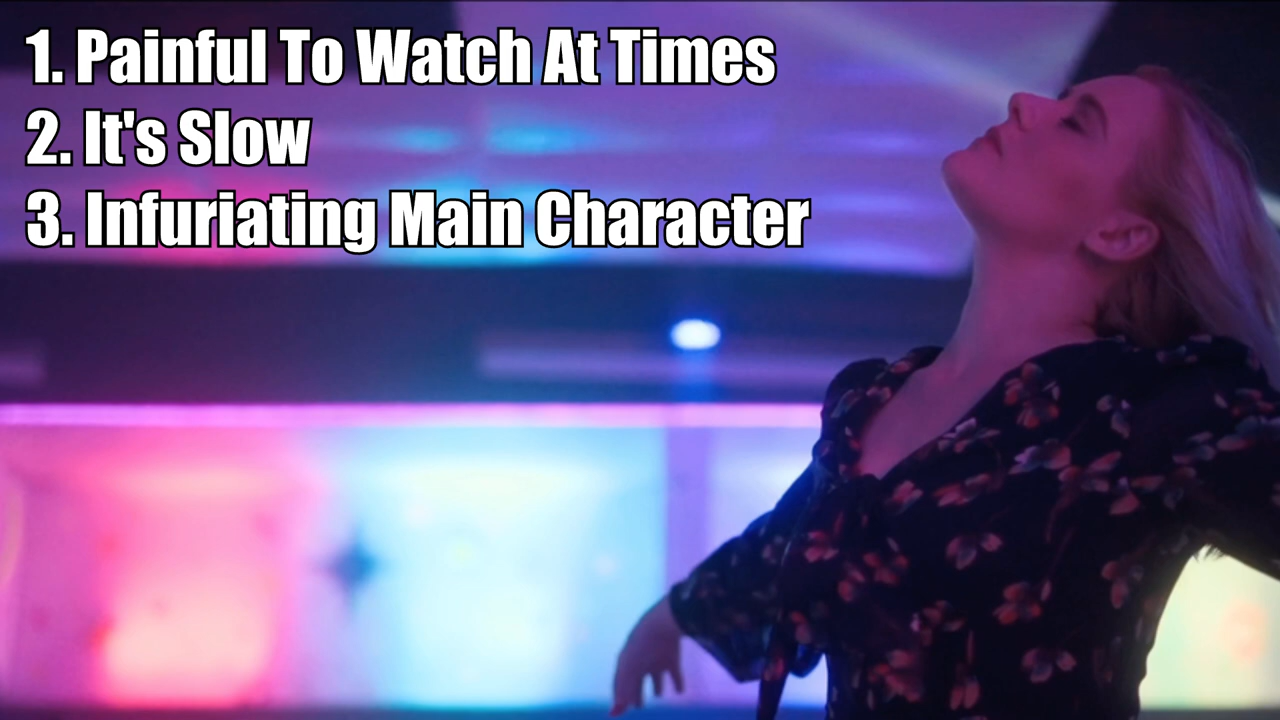 1. Painful To Watch At Times
2. It's Slow
3. Infuriating Main Character